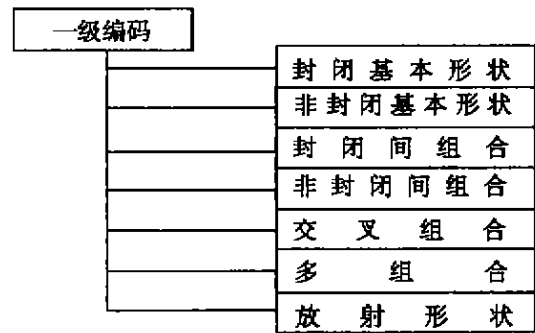 一级编码
封闭基本形状
非封闭基本形状
封闭间组合
非封闭间组合
交叉组合
多组合
放射形状